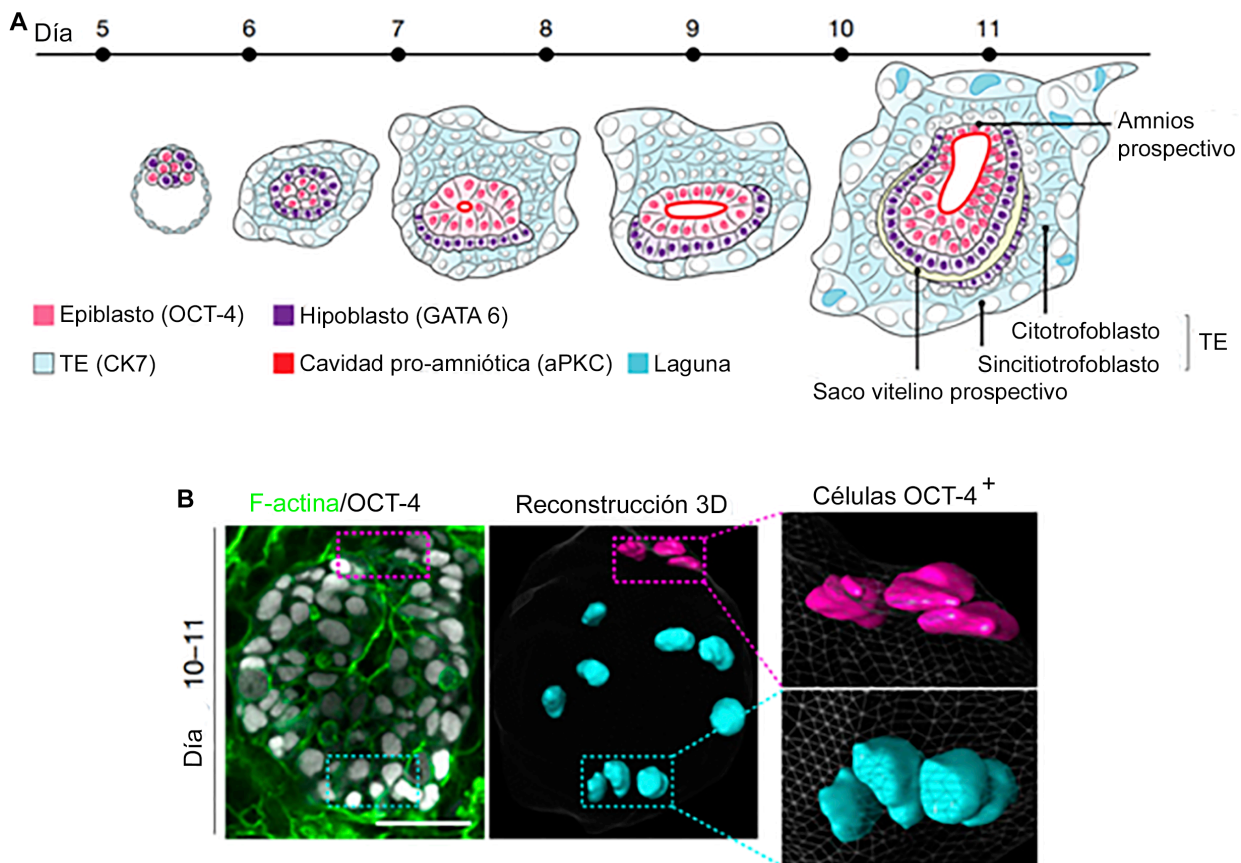 A Día 5 6 7 8 9 10 11
Amnios
prospectivo
Epiblasto (OCT-4) Hipoblasto (GATA 6)
Citotrofoblasto
TE
TE (CK7) Cavidad pro-amniótica (aPKC) Laguna
Sincitiotrofoblasto
Saco vitelino prospectivo
B
F-actina/OCT-4 Reconstrucción 3D Células OCT-4+
Día 10–11